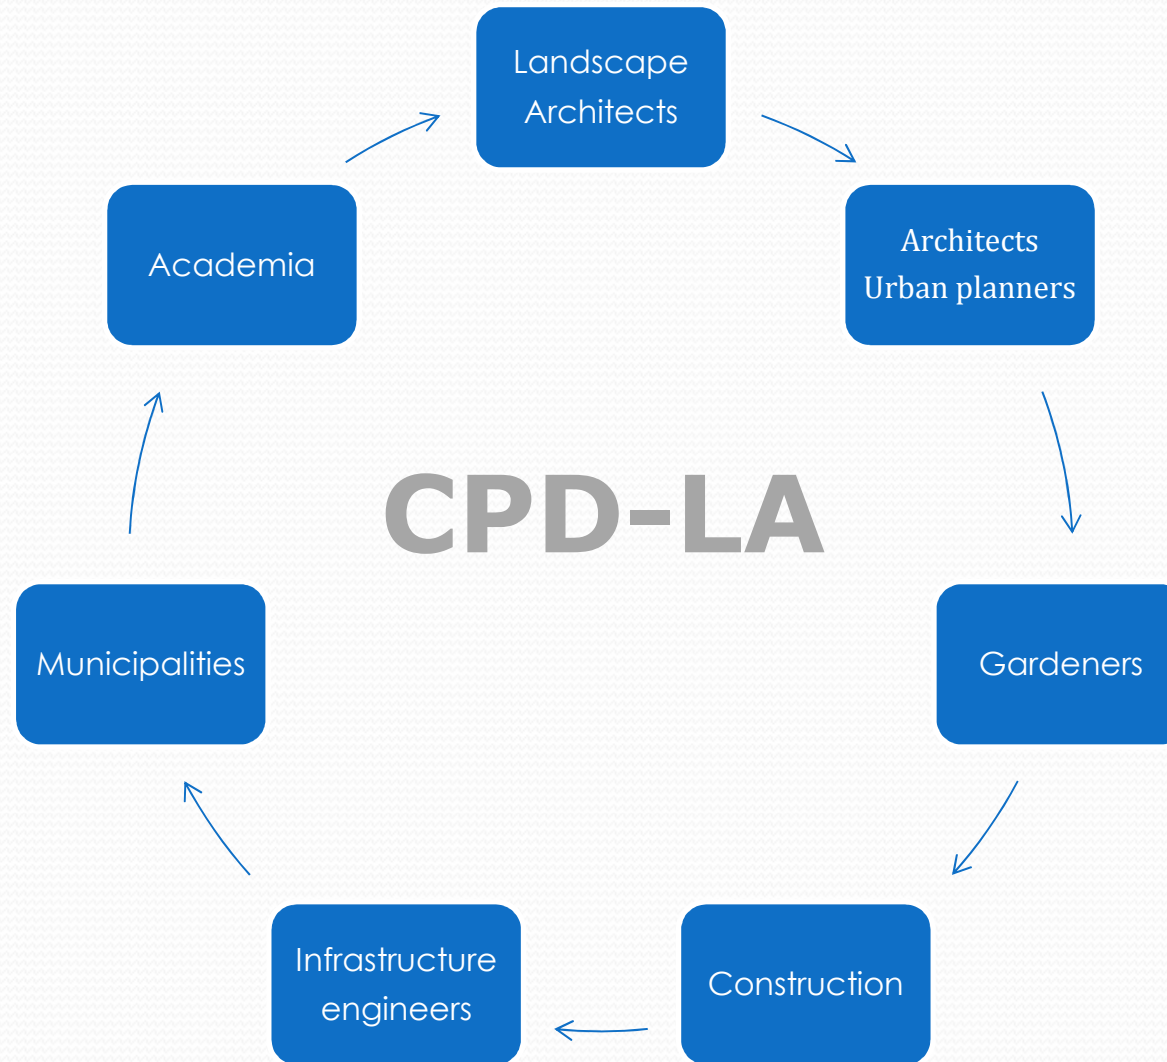 Landscape
Architects
Architects
Urban planners
Academia
CPD-LA
Municipalities
Gardeners
Infrastructure
engineers
Construction